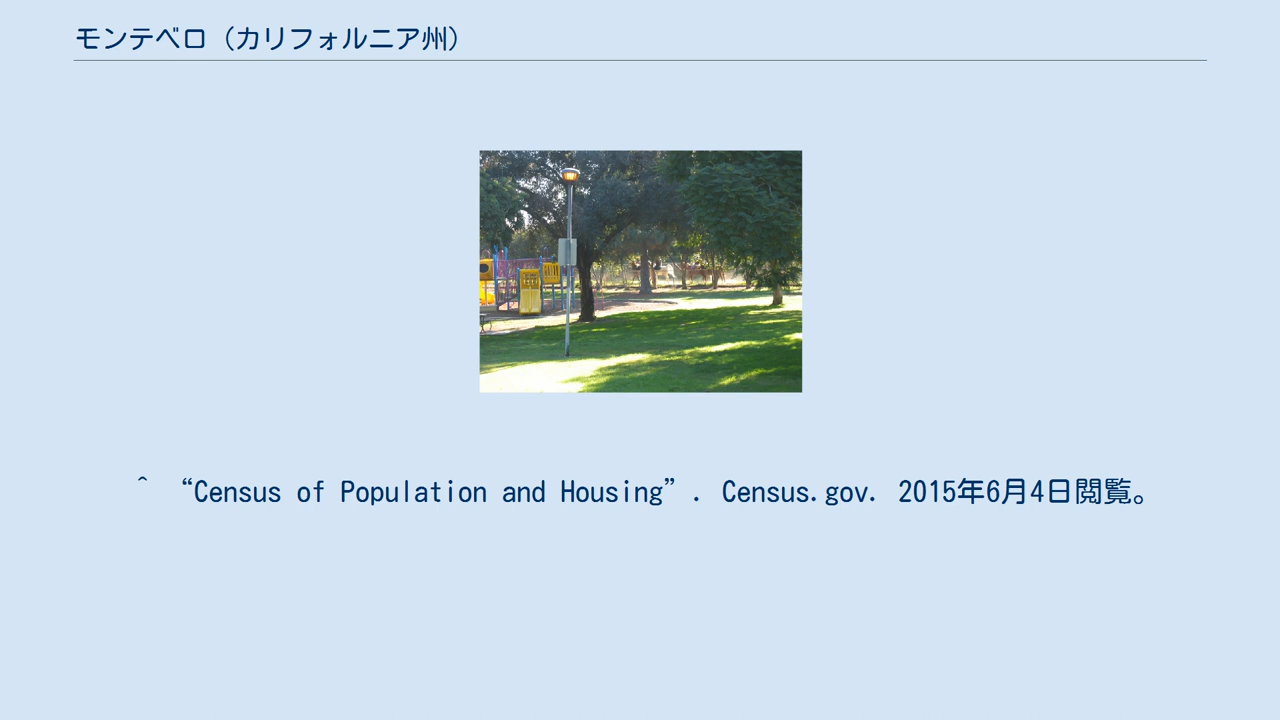 モンテベロ (カリフォルニア州)
^ “Census of Population and Housing”. Census.gov. 2015年6月4日閲覧。